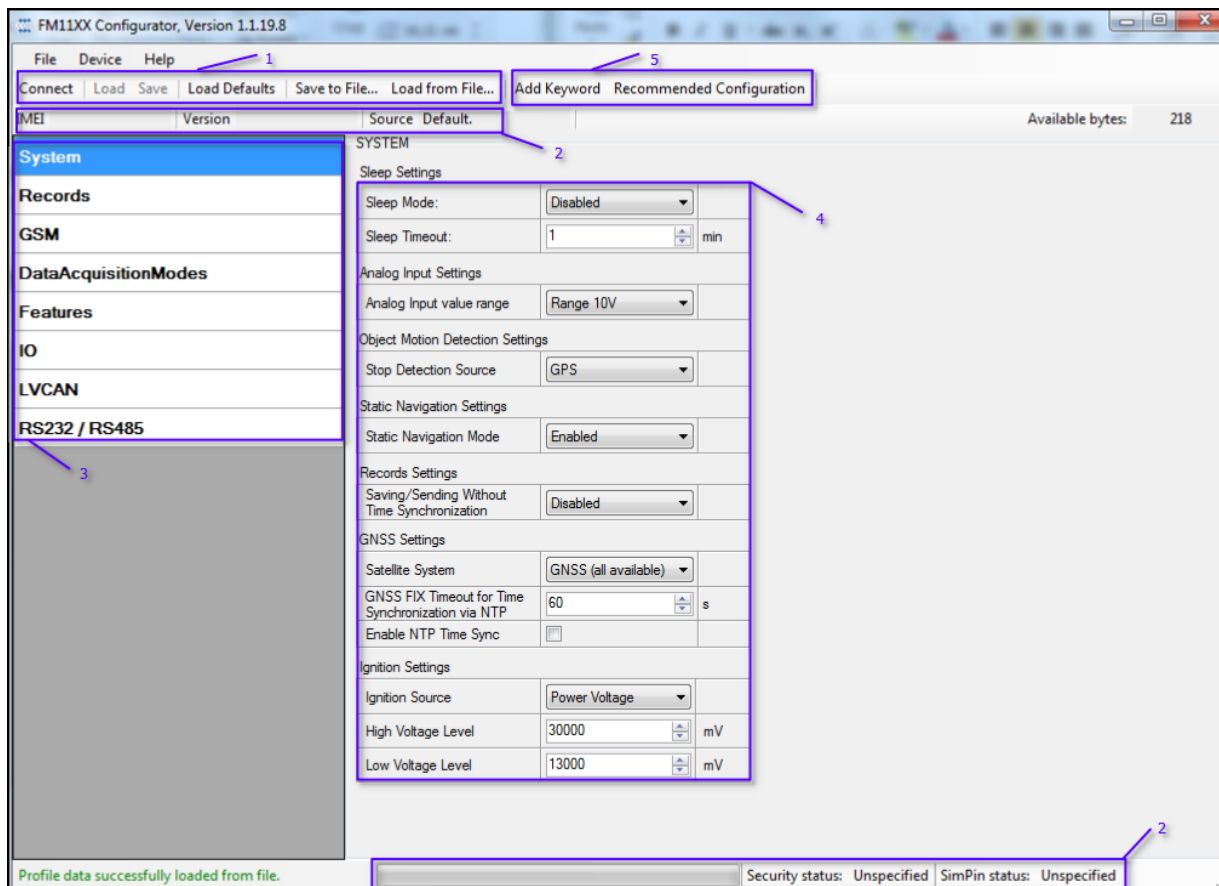 FM11XX Configurator, Version 1.1.19.8
File Device Help
1
5
Connect Load Save Load Defaults Save to File... Load from File... Add Keyword Recommended Configuration
IMEI Version Source Default. Available bytes: 218
2
System
Records
GSM
DataAcquisitionModes
Features
IO
LVCAN
RS232 / RS485
3
SYSTEM
Sleep Settings
Sleep Mode: Disabled
4
Sleep Timeout: 1 min
Analog Input Settings
Analog Input value range Range 10V
Object Motion Detection Settings
Stop Detection Source GPS
Static Navigation Settings
Static Navigation Mode Enabled
Records Settings
Saving/Sending Without
Time Synchronization Disabled
GNSS Settings
Satellite System GNSS (all available)
GNSS FIX Timeout for Time
Synchronization via NTP 60 s
Enable NTP Time Sync
Ignition Settings
Ignition Source Power Voltage
High Voltage Level 30000 mV
Low Voltage Level 13000 mV
2
Profile data successfully loaded from file. Security status: Unspecified SimPin status: Unspecified